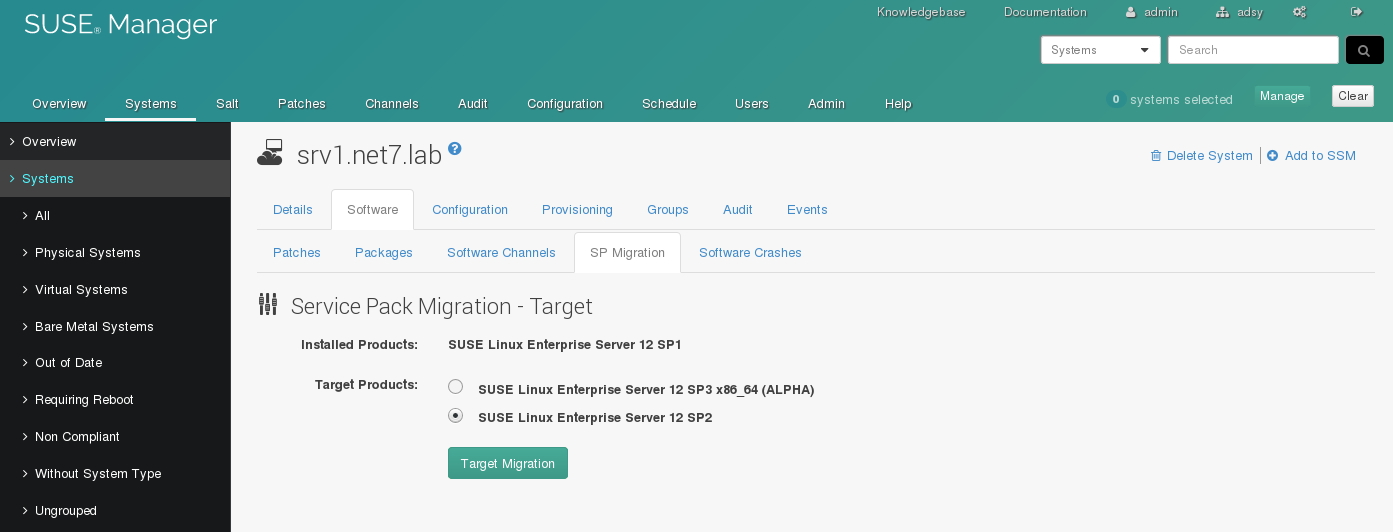 SUSE® Manager
Knowledgebase Documentation admin adsy
Systems Search
Overview Systems Salt Patches Channels Audit Configuration Schedule Users Admin Help
0 systems selected Manage Clear
Overview
Systems
All
Physical Systems
Virtual Systems
Bare Metal Systems
Out of Date
Requiring Reboot
Non Compliant
Without System Type
Ungrouped
srv1.net7.lab ?
Delete System Add to SSM
Details Software Configuration Provisioning Groups Audit Events
Patches Packages Software Channels SP Migration Software Crashes
Service Pack Migration - Target
Installed Products: SUSE Linux Enterprise Server 12 SP1
Target Products: SUSE Linux Enterprise Server 12 SP3 x86_64 (ALPHA)
SUSE Linux Enterprise Server 12 SP2
Target Migration